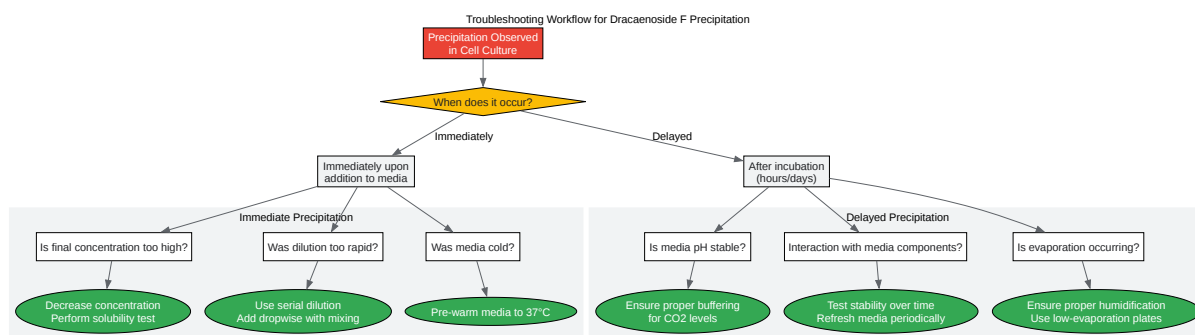 Troubleshooting Workflow for Dracaenoside F Precipitation
Precipitation Observed
in Cell Culture
When does it occur?
Immediately
Delayed
Immediately upon
addition to media
After incubation
(hours/days)
Immediate Precipitation
Delayed Precipitation
Is final concentration too high?
Was dilution too rapid?
Was media cold?
Is media pH stable?
Interaction with media components?
Is evaporation occurring?
Decrease concentration
Perform solubility test
Use serial dilution
Add dropwise with mixing
Pre-warm media to 37°C
Ensure proper buffering
for CO2 levels
Test stability over time
Refresh media periodically
Ensure proper humidification
Use low-evaporation plates